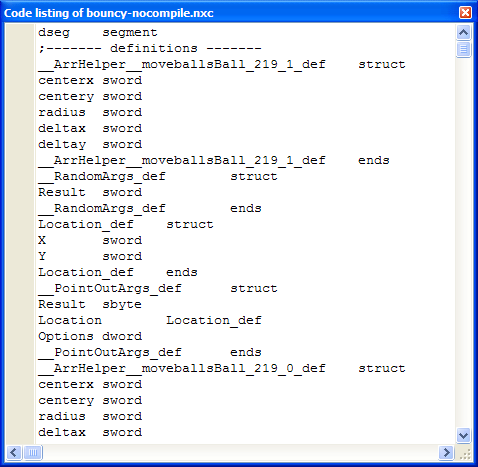 Code listing of bouncy-nocompile.nxc
dseg    segment
;------- definitions -------
__ArrHelper__moveballsBall_219_1_def    struct
centerx sword
centery sword
radius  sword
deltax  sword
deltay  sword
__ArrHelper__moveballsBall_219_1_def    ends
__RandomArgs_def        struct
Result  sword
__RandomArgs_def        ends
Location_def    struct
X       sword
Y       sword
Location_def    ends
__PointOutArgs_def      struct
Result  sbyte
Location        Location_def
Options dword
__PointOutArgs_def      ends
__ArrHelper__moveballsBall_219_0_def    struct
centerx sword
centery sword
radius  sword
deltax  sword